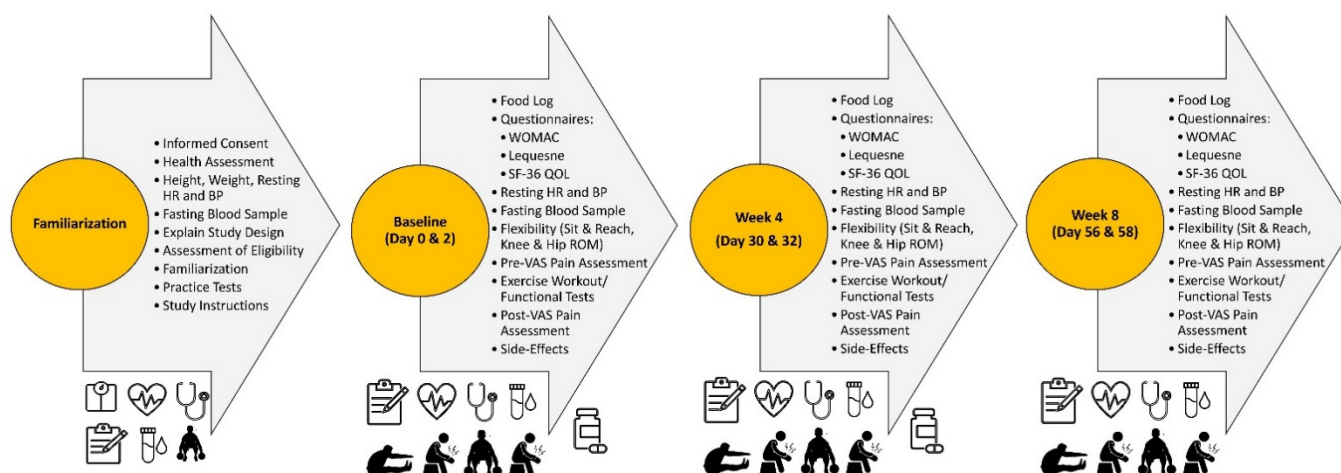 Familiarization
• Informed Consent
• Health Assessment
• Height, Weight, Resting
HR and BP
• Fasting Blood Sample
• Explain Study Design
• Assessment of Eligibility
• Familiarization
• Practice Tests
• Study Instructions
Baseline
(Day 0 & 2)
• Food Log
• Questionnaires:
• WOMAC
• Lequesne
• SF-36 QOL
• Resting HR and BP
• Fasting Blood Sample
• Flexibility (Sit & Reach,
Knee & Hip ROM)
• Pre-VAS Pain Assessment
• Exercise Workout/
Functional Tests
• Post-VAS Pain
Assessment
• Side-Effects
Week 4
(Day 30 & 32)
• Food Log
• Questionnaires:
• WOMAC
• Lequesne
• SF-36 QOL
• Resting HR and BP
• Fasting Blood Sample
• Flexibility (Sit & Reach,
Knee & Hip ROM)
• Pre-VAS Pain Assessment
• Exercise Workout/
Functional Tests
• Post-VAS Pain
Assessment
• Side-Effects
Week 8
(Day 56 & 58)
• Food Log
• Questionnaires:
• WOMAC
• Lequesne
• SF-36 QOL
• Resting HR and BP
• Fasting Blood Sample
• Flexibility (Sit & Reach,
Knee & Hip ROM)
• Pre-VAS Pain Assessment
• Exercise Workout/
Functional Tests
• Post-VAS Pain
Assessment
• Side-Effects